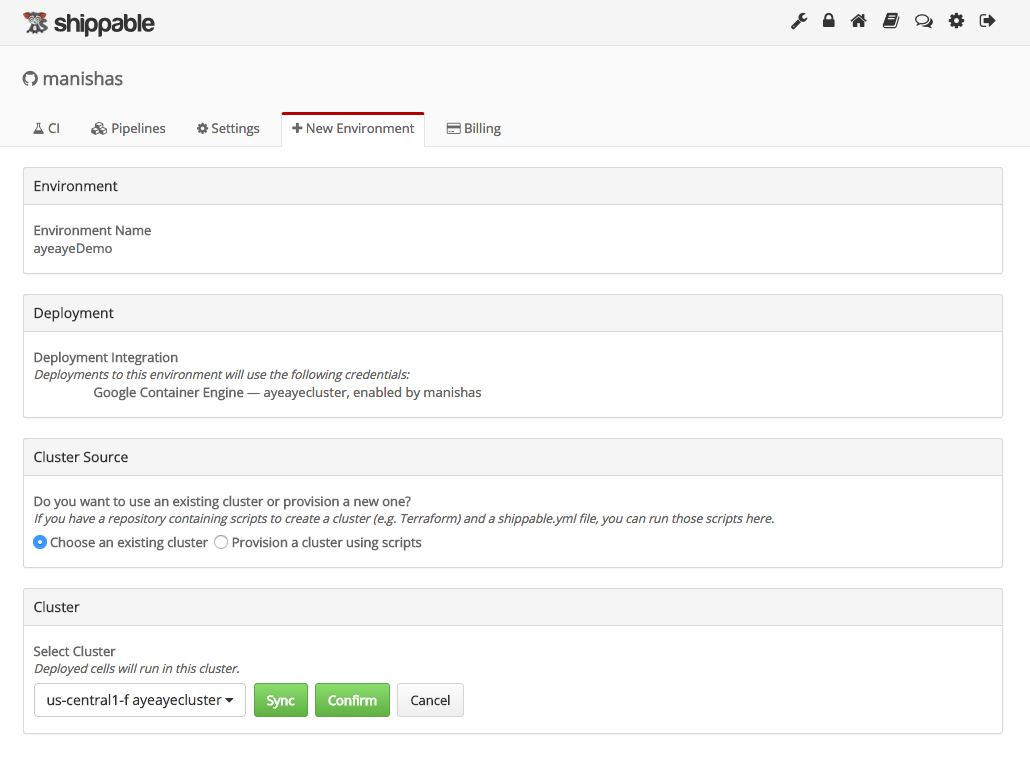 shippable
manishas
CI Pipelines Settings New Environment Billing
Environment
Environment Name
ayeayeDemo
Deployment
Deployment Integration
Deployments to this environment will use the following credentials:
Google Container Engine — ayeayecluster, enabled by manishas
Cluster Source
Do you want to use an existing cluster or provision a new one?
If you have a repository containing scripts to create a cluster (e.g. Terraform) and a shippable.yml file, you can run those scripts here.
Choose an existing cluster Provision a cluster using scripts
Cluster
Select Cluster
Deployed cells will run in this cluster.
us-central1-f ayeayecluster Sync Confirm Cancel